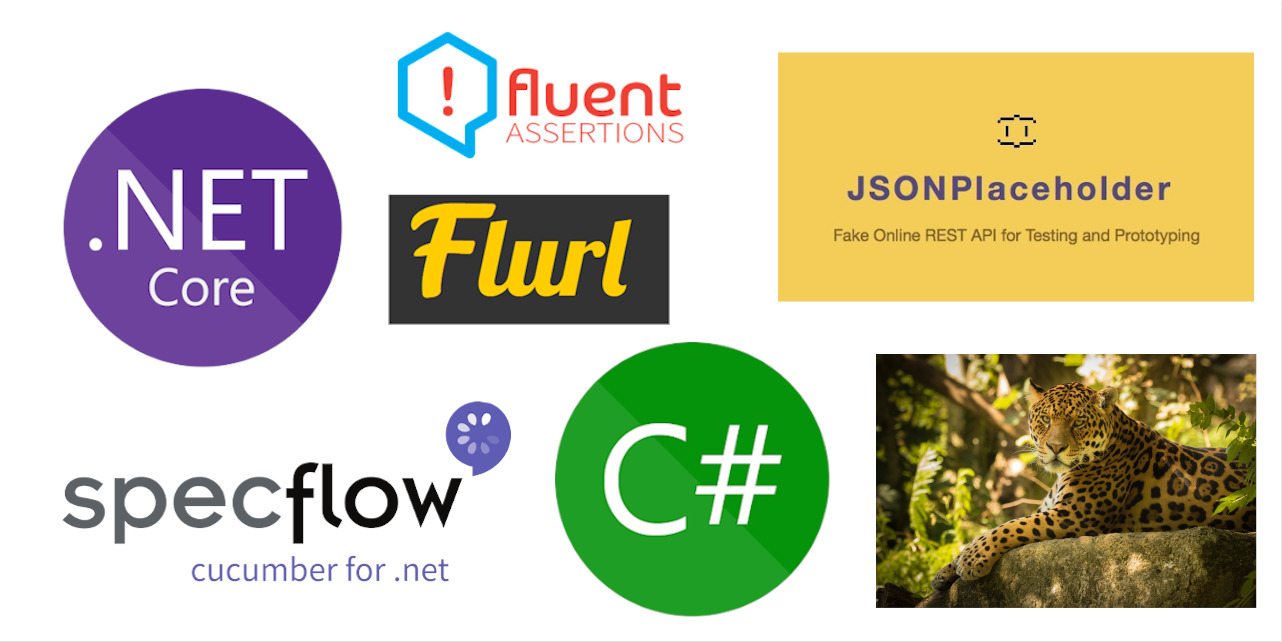 .NET
Core
!
fluent
ASSERTIONS
Flurl
JSONPlaceholder
Fake Online REST API for Testing and Prototyping
specflow
cucumber for .net
C#